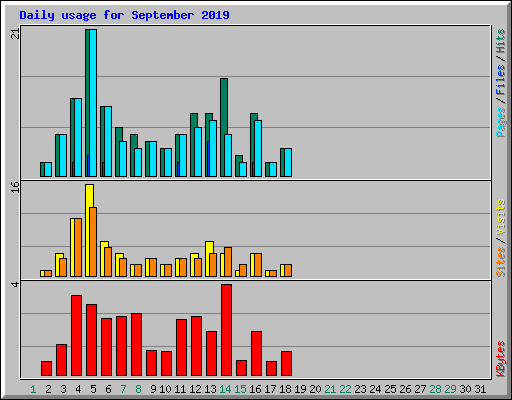 Daily usage for September 2019
21
16
4
Pages / Files / Hits
Sites / Visits
KBytes
1 2 3 4 5 6 7 8 9 10 11 12 13 14 15 16 17 18 19 20 21 22 23 24 25 26 27 28 29 30 31